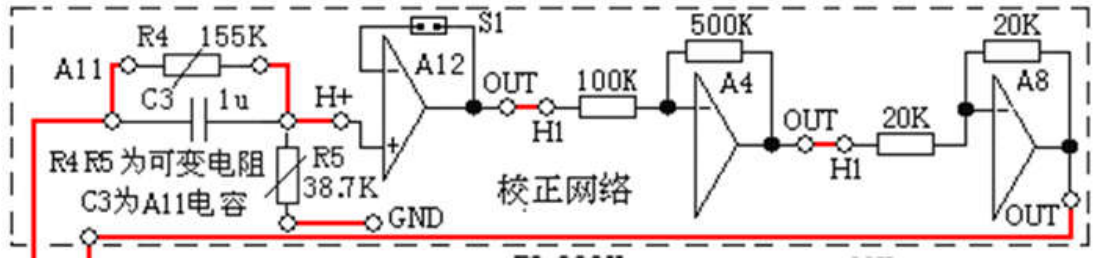 R4 155K
A11
C3 1u
H+
R4 R5 为可变电阻
C3为A11电容
R5
38.7K
GND
S1
A12
OUT
H1
100K
500K
A4
校正网络
OUT
H1
20K
20K
A8
OUT